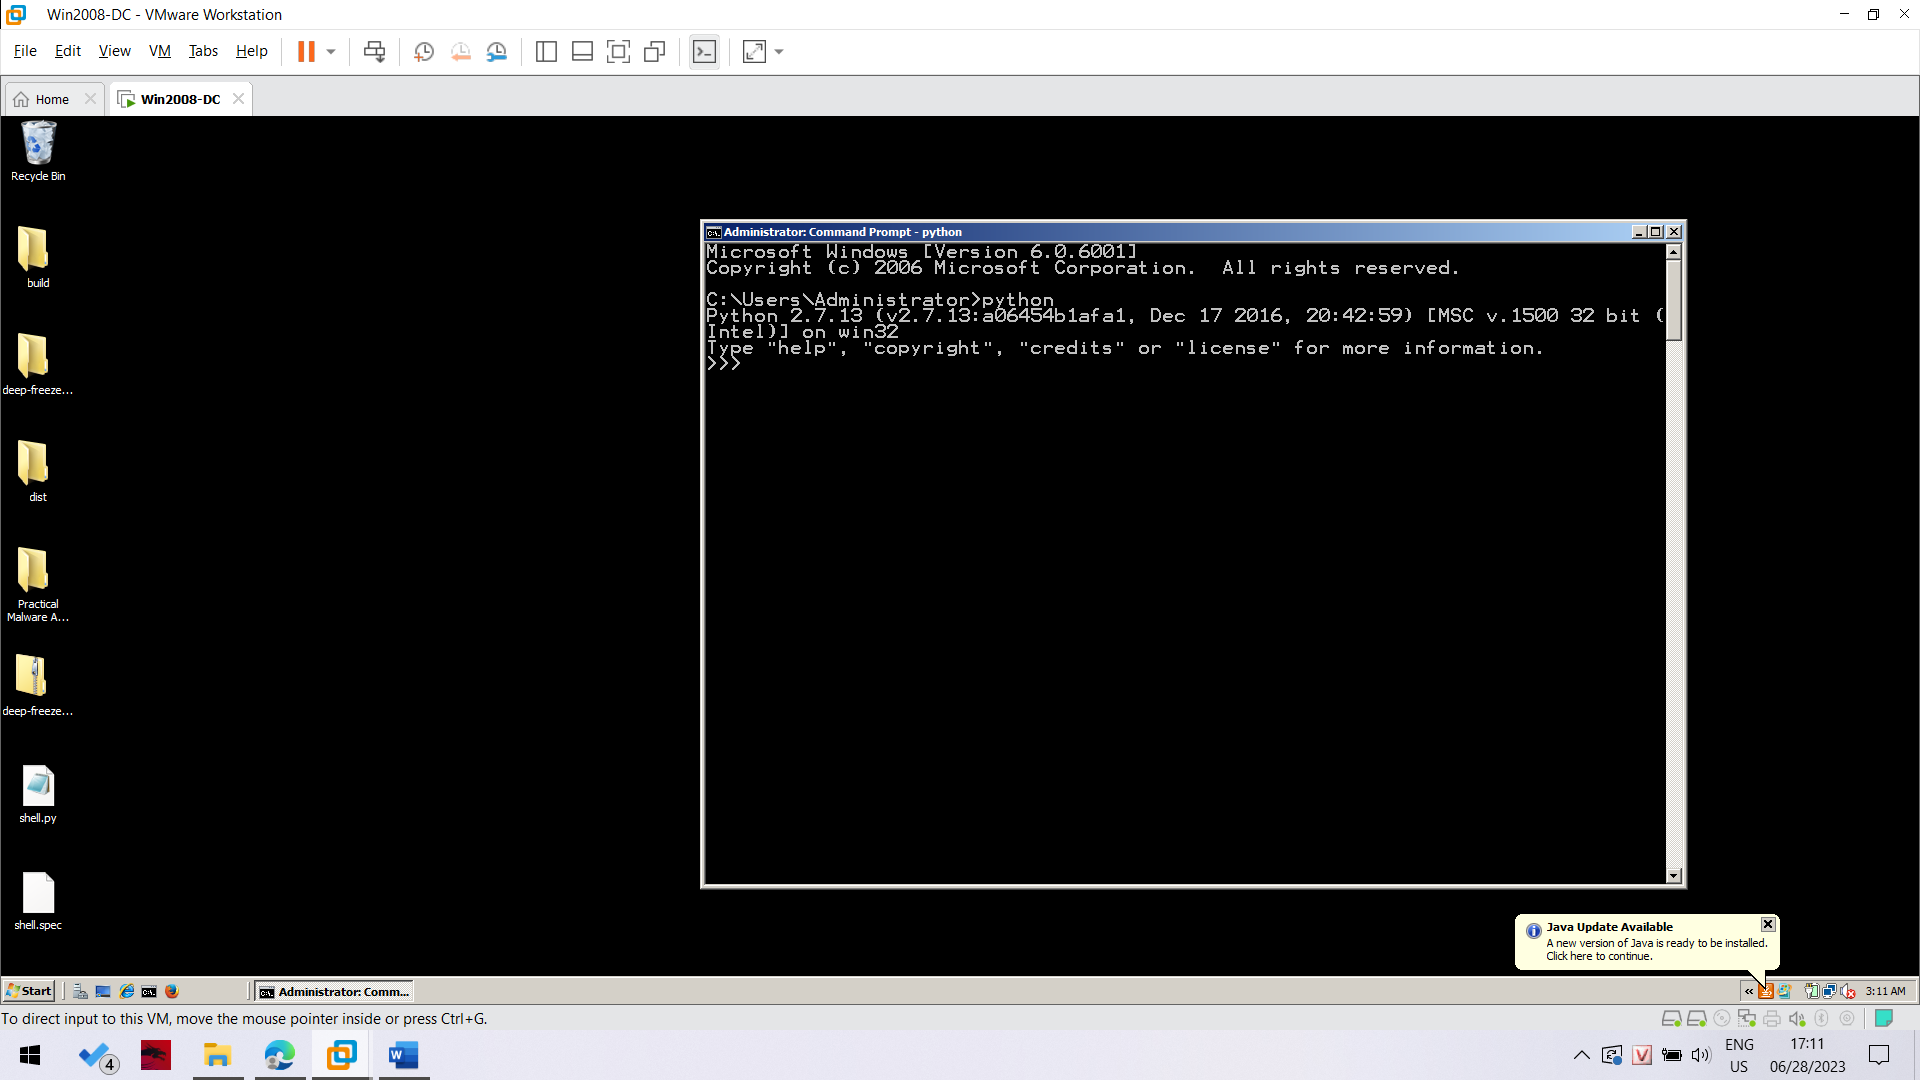 Win2008-DC - VMware Workstation
File Edit View VM Tabs Help
Home Win2008-DC
Recycle Bin
build
deep-freeze...
dist
Practical
Malware A...
deep-freeze...
shell.py
shell.spec
Administrator: Command Prompt - python
Microsoft Windows [Version 6.0.6001]
Copyright (c) 2006 Microsoft Corporation.  All rights reserved.
C:\Users\Administrator>python
Python 2.7.13 (v2.7.13:a06454b1afa1, Dec 17 2016, 20:42:59) [MSC v.1500 32 bit (
Intel)] on win32
Type "help", "copyright", "credits" or "license" for more information.
>>>
Java Update Available
A new version of Java is ready to be installed.
Click here to continue.
Start Administrator: Comm... « 3:11 AM
To direct input to this VM, move the mouse pointer inside or press Ctrl+G.
4 ENG 17:11
US 06/28/2023